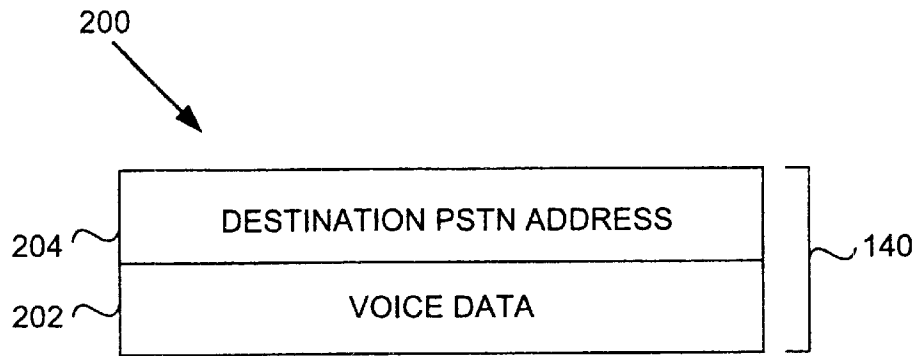 200
204 DESTINATION PSTN ADDRESS 140
202 VOICE DATA